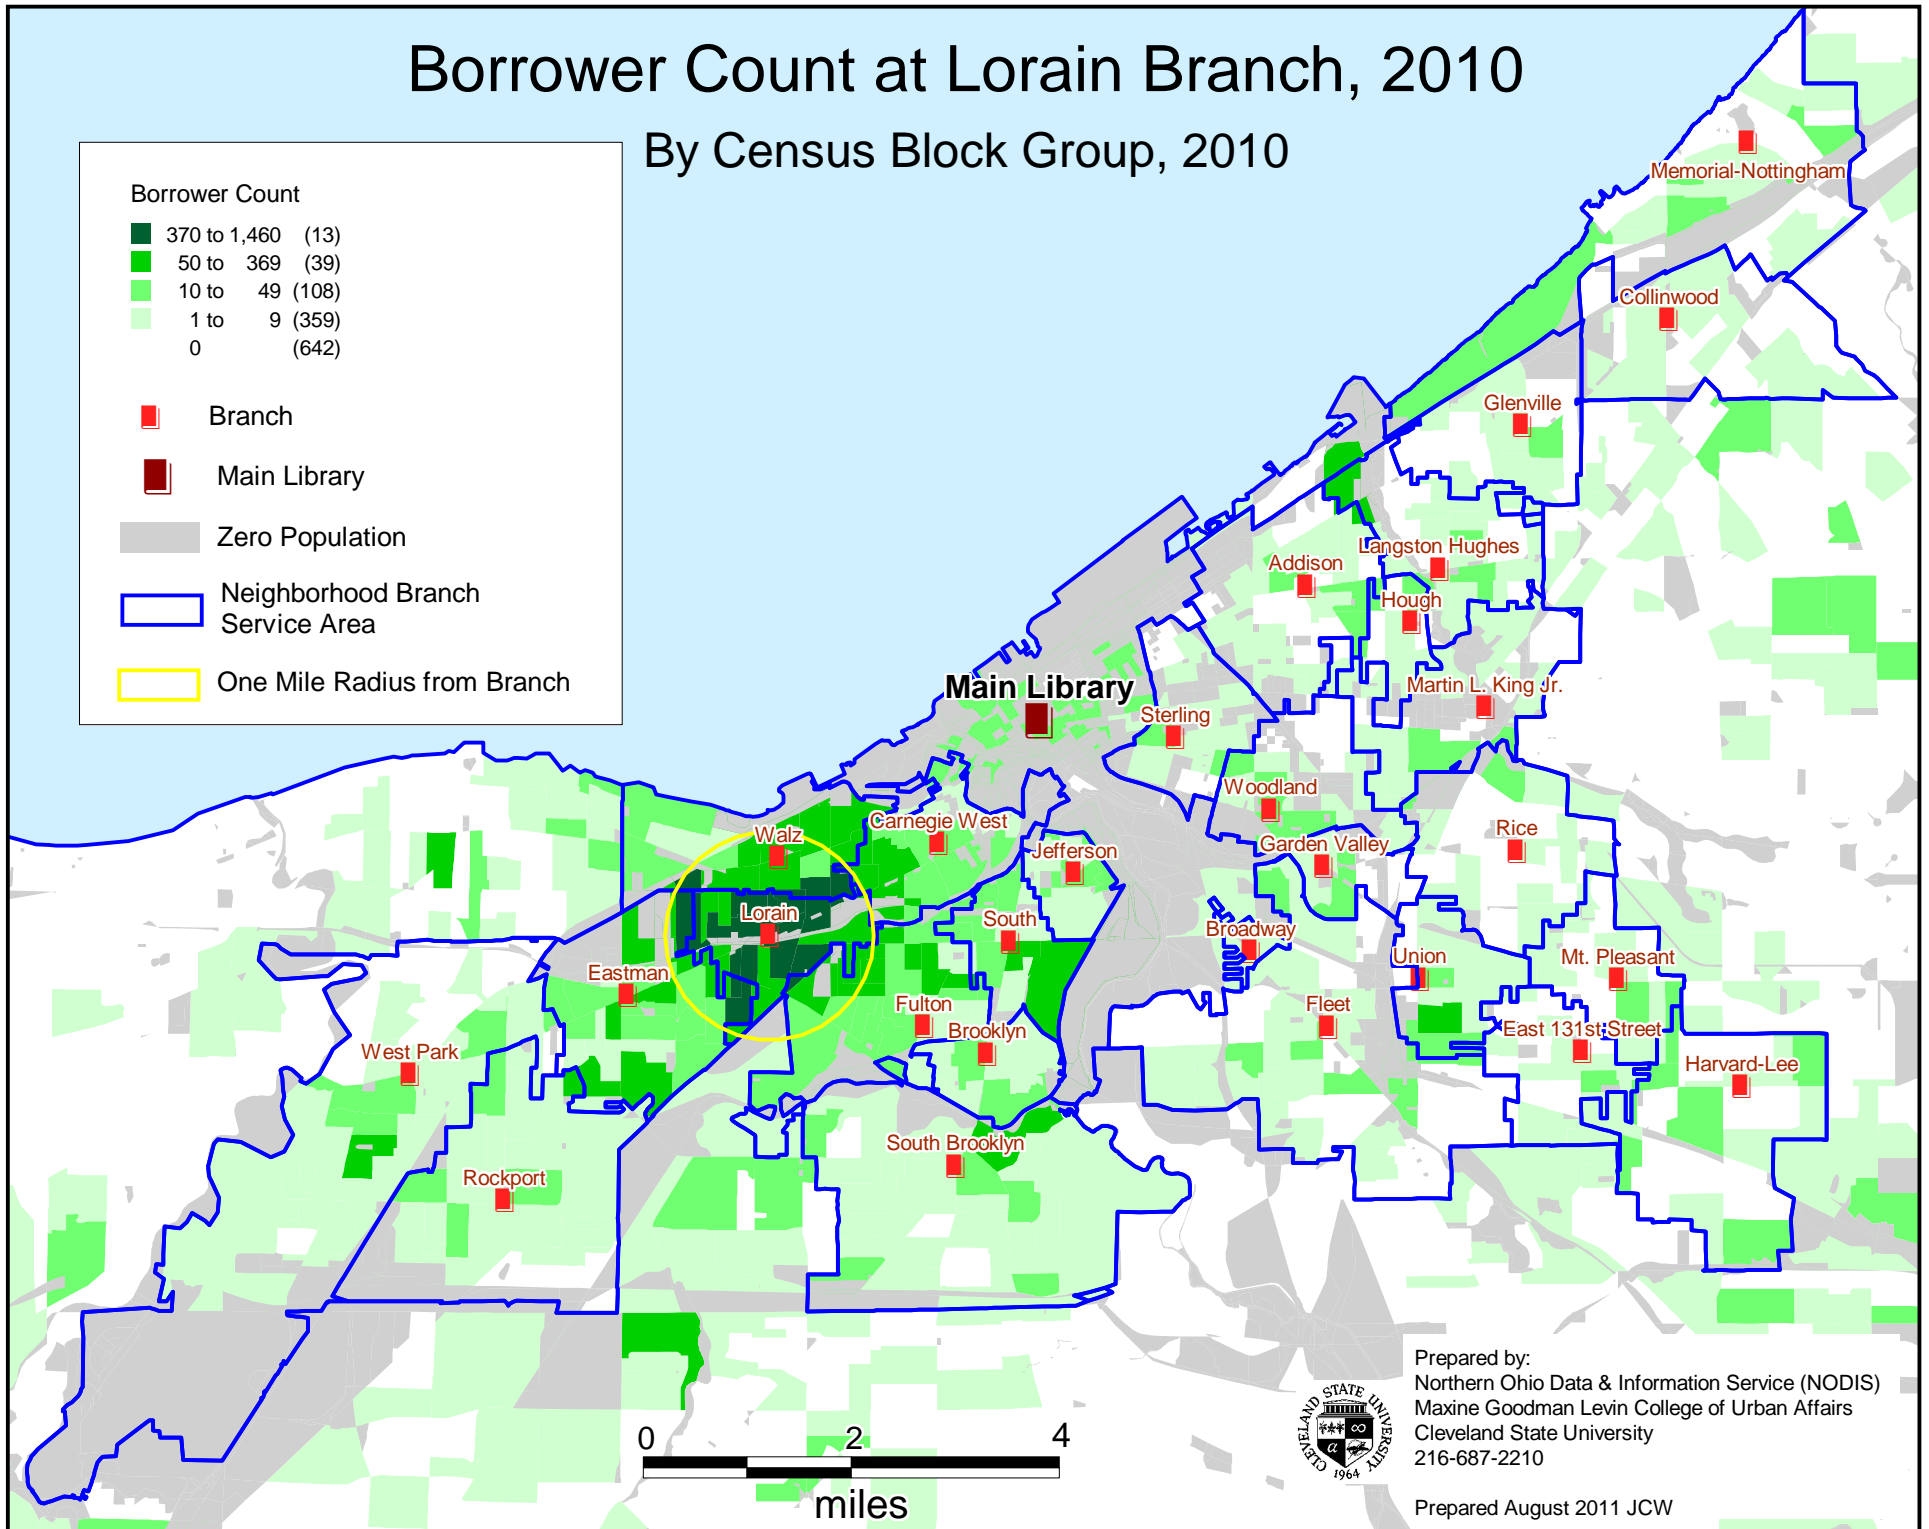 Borrower Count at Lorain Branch, 2010
By Census Block Group, 2010
Borrower Count
370 to 1,460 (13)
50 to 369 (39)
10 to 49 (108)
1 to 9 (359)
0 (642)
Branch
Main Library
Zero Population
Neighborhood Branch
Service Area
One Mile Radius from Branch
Memorial-Nottingham
Collinwood
Glenville
Langston Hughes
Addison
Hough
Martin L. King Jr.
Main Library
Sterling
Woodland
Walz
Carnegie West
Jefferson
Garden Valley
Rice
Lorain
South
Broadway
Union
Mt. Pleasant
Eastman
Fulton
Fleet
Brooklyn
East 131st Street
West Park
Harvard-Lee
South Brooklyn
Rockport
0 2 4
miles
CLEVELAND STATE UNIVERSITY
α
∞
1964
Prepared by:
Northern Ohio Data & Information Service (NODIS)
Maxine Goodman Levin College of Urban Affairs
Cleveland State University
216-687-2210
Prepared August 2011 JCW